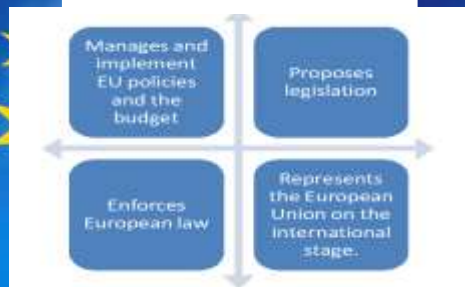 Manages and
implement
EU policies
and the
budget
Proposes
legislation
Enforces
European law
Represents
the European
Union on the
international
stage.